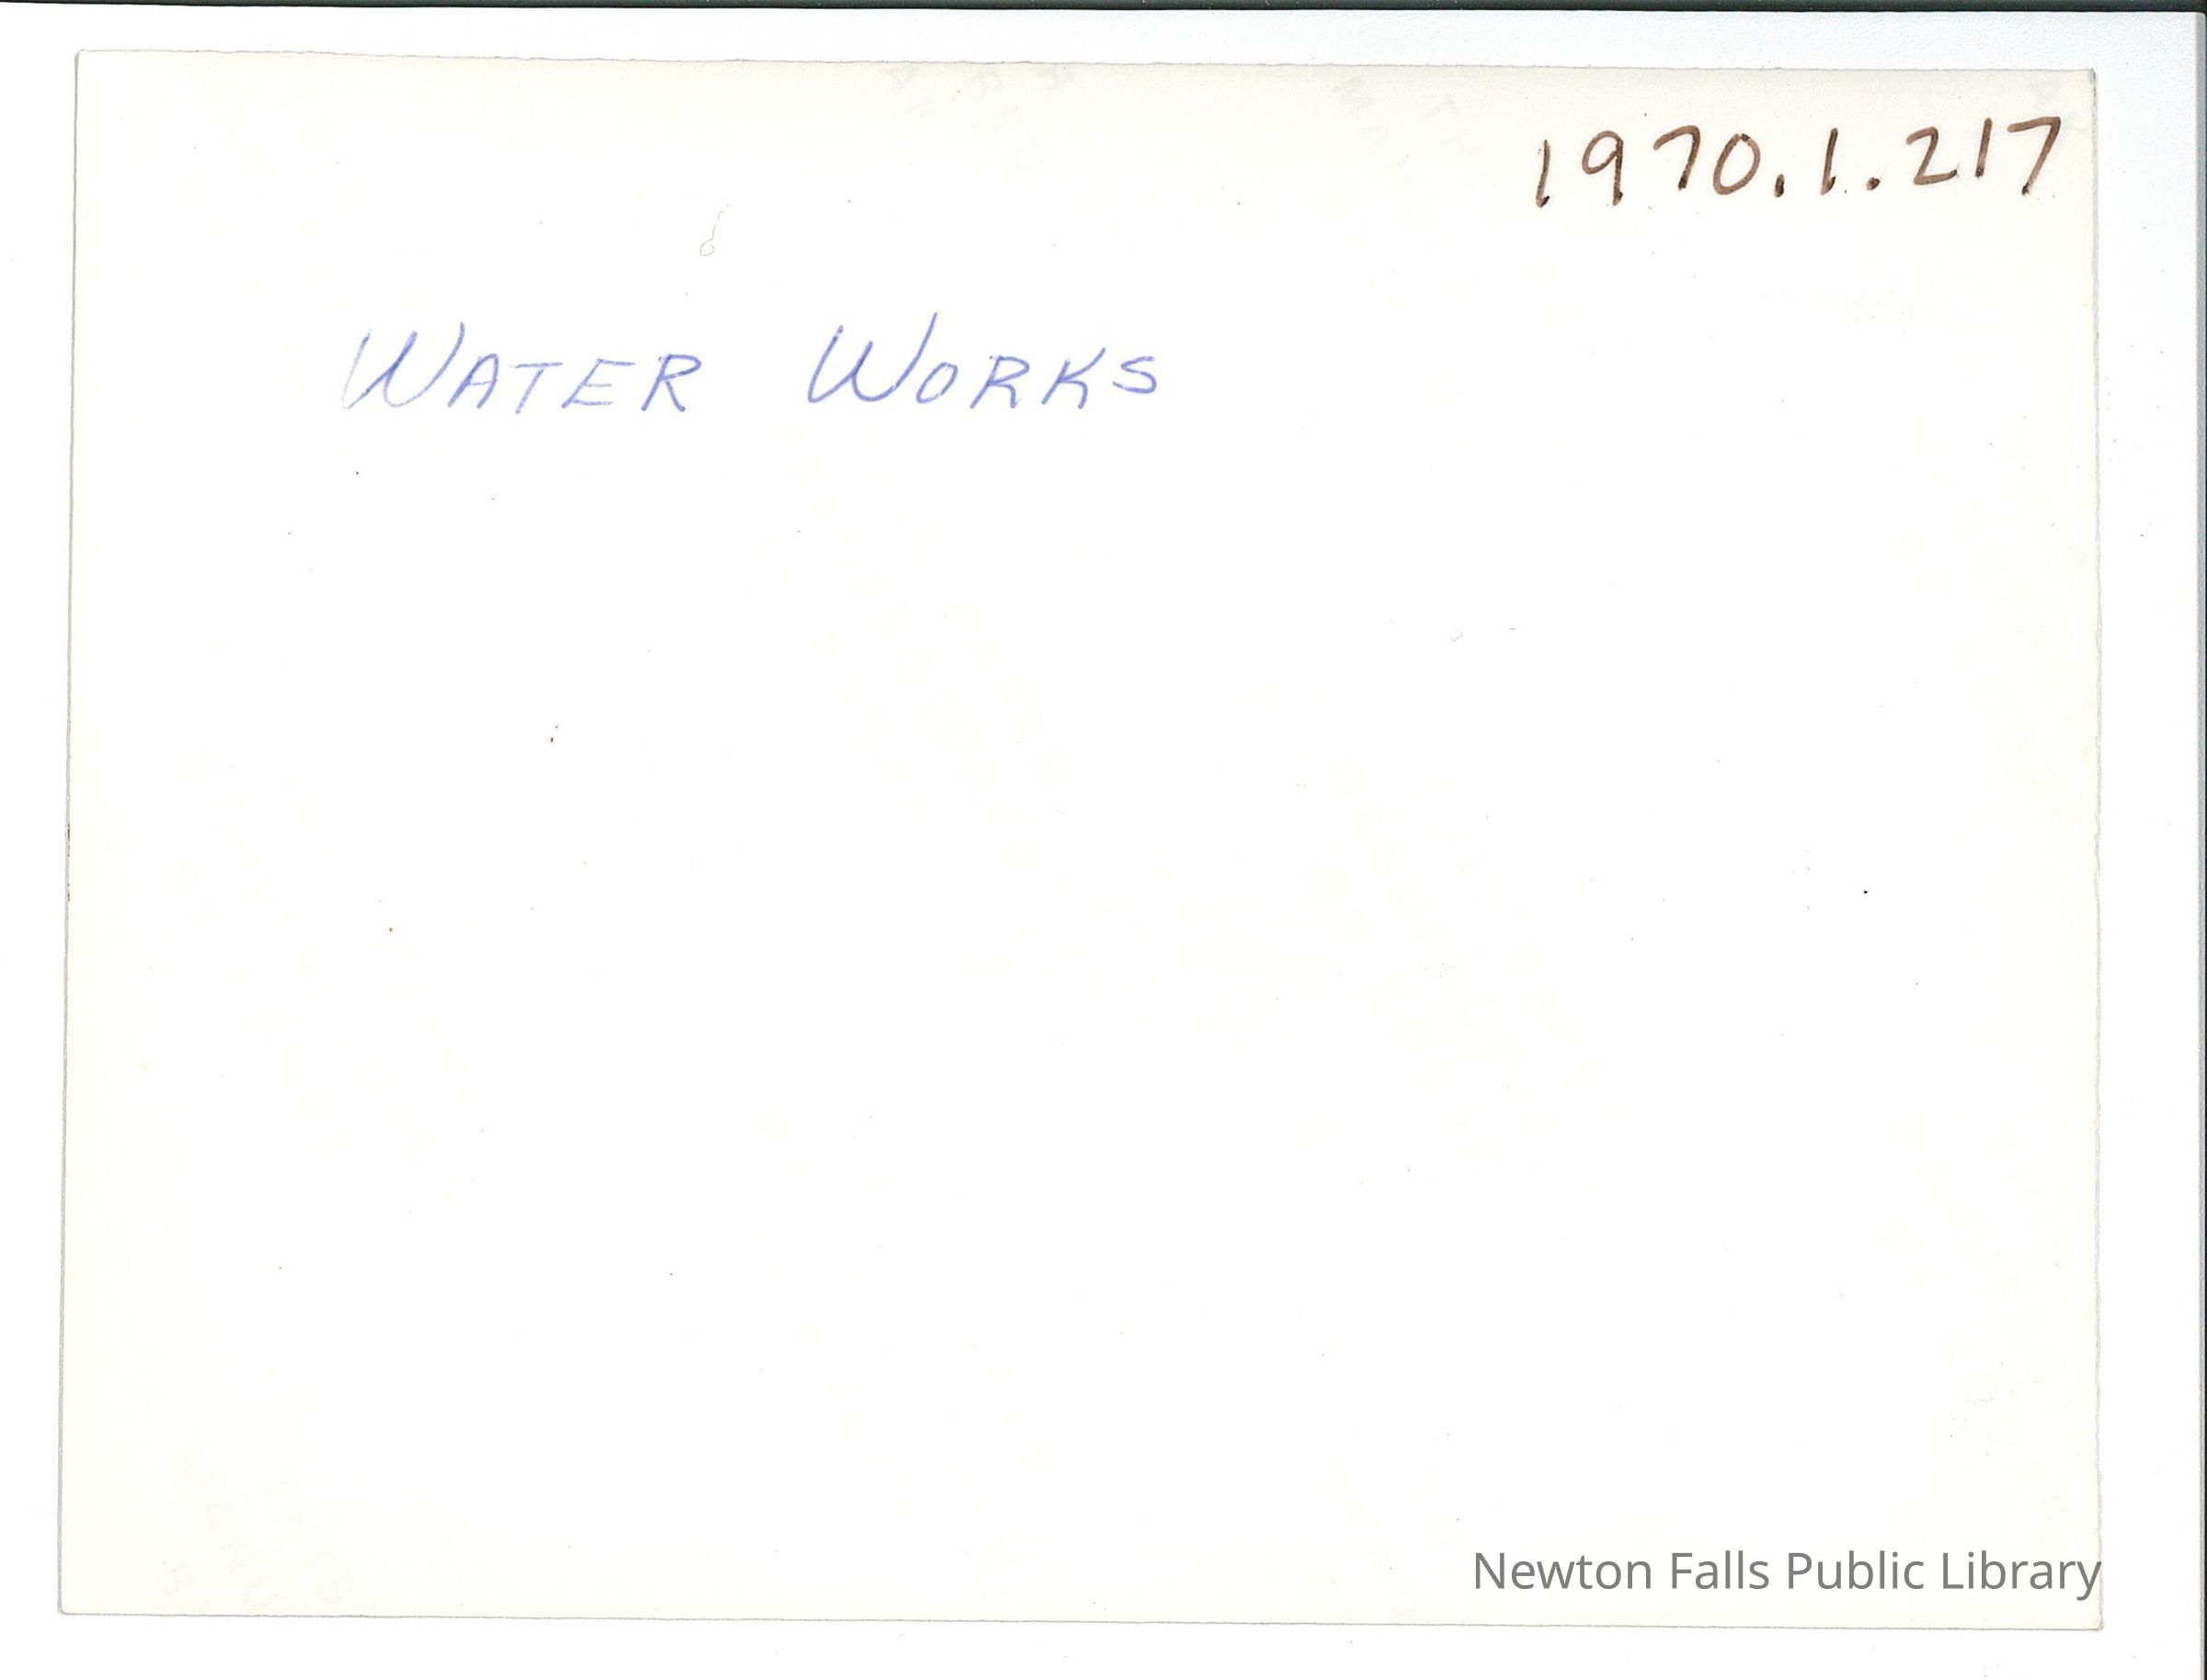 1970.1.217
WATER WORKS
Newton Falls Public Library